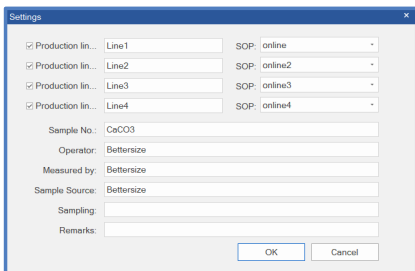 Settings ×
Production lin... Line1 SOP: online
Production lin... Line2 SOP: online2
Production lin... Line3 SOP: online3
Production lin... Line4 SOP: online4
Sample No.: CaCO3
Operator: Bettersize
Measured by: Bettersize
Sample Source: Bettersize
Sampling:
Remarks:
OK Cancel